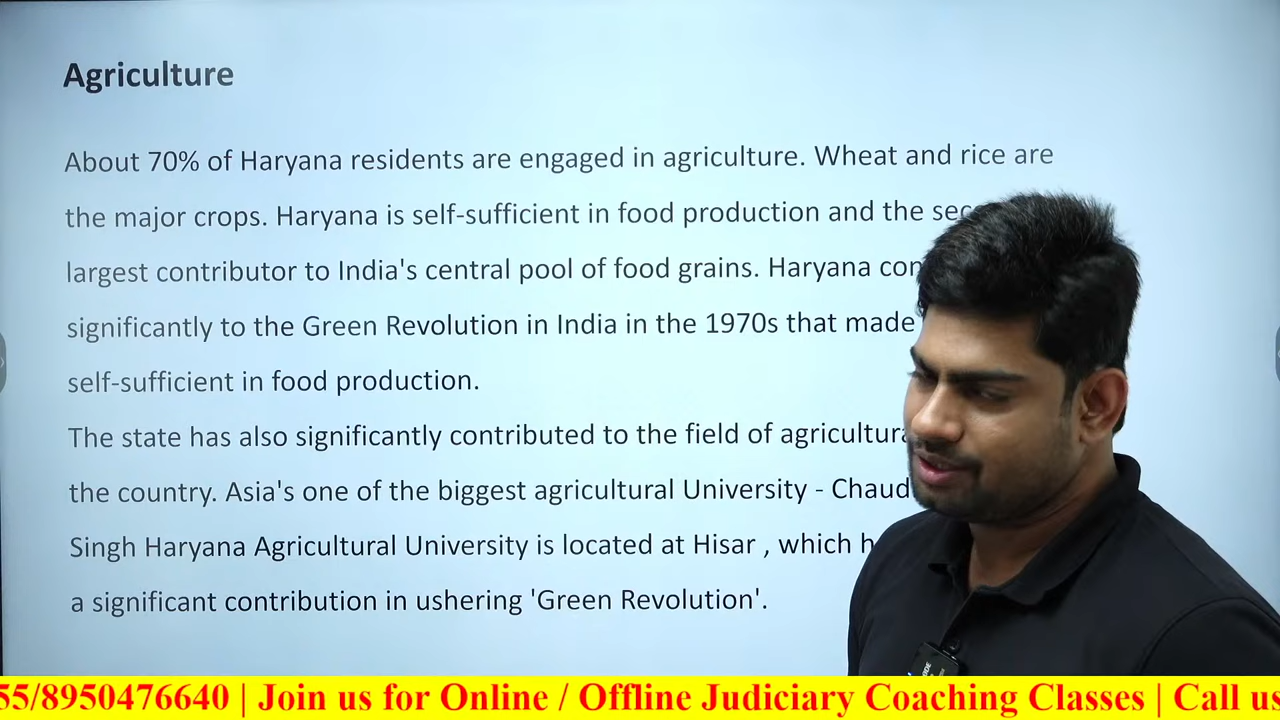 Agriculture
About 70% of Haryana residents are engaged in agriculture. Wheat and rice are
the major crops. Haryana is self-sufficient in food production and the
largest contributor to India's central pool of food grains. Haryana
significantly to the Green Revolution in India in the 1970s that made
self-sufficient in food production.
The state has also significantly contributed to the field of
the country. Asia's one of the biggest agricultural University -
Singh Haryana Agricultural University is located at Hisar , which
a significant contribution in ushering 'Green Revolution'.
55/8950476640 | Join us for Online / Offline Judiciary Coaching Classes | Call us